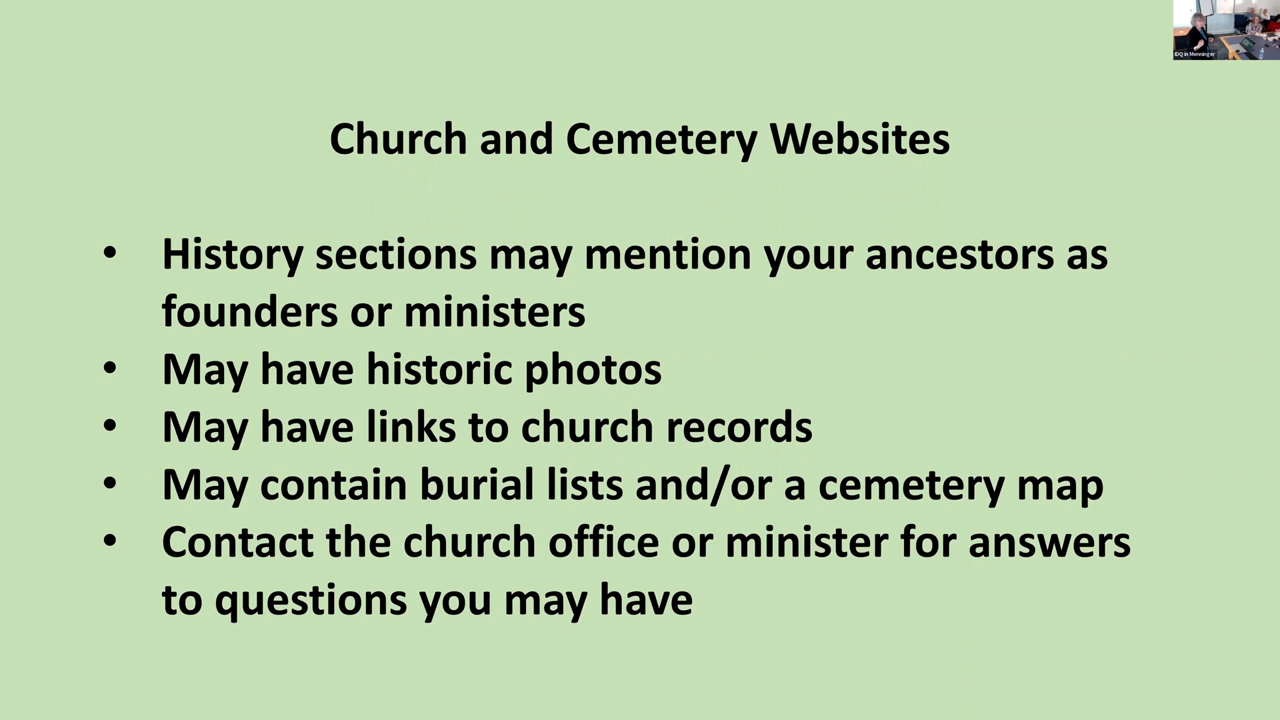 Church and Cemetery Websites
• History sections may mention your ancestors as
founders or ministers
• May have historic photos
• May have links to church records
• May contain burial lists and/or a cemetery map
• Contact the church office or minister for answers
to questions you may have
in Menninger